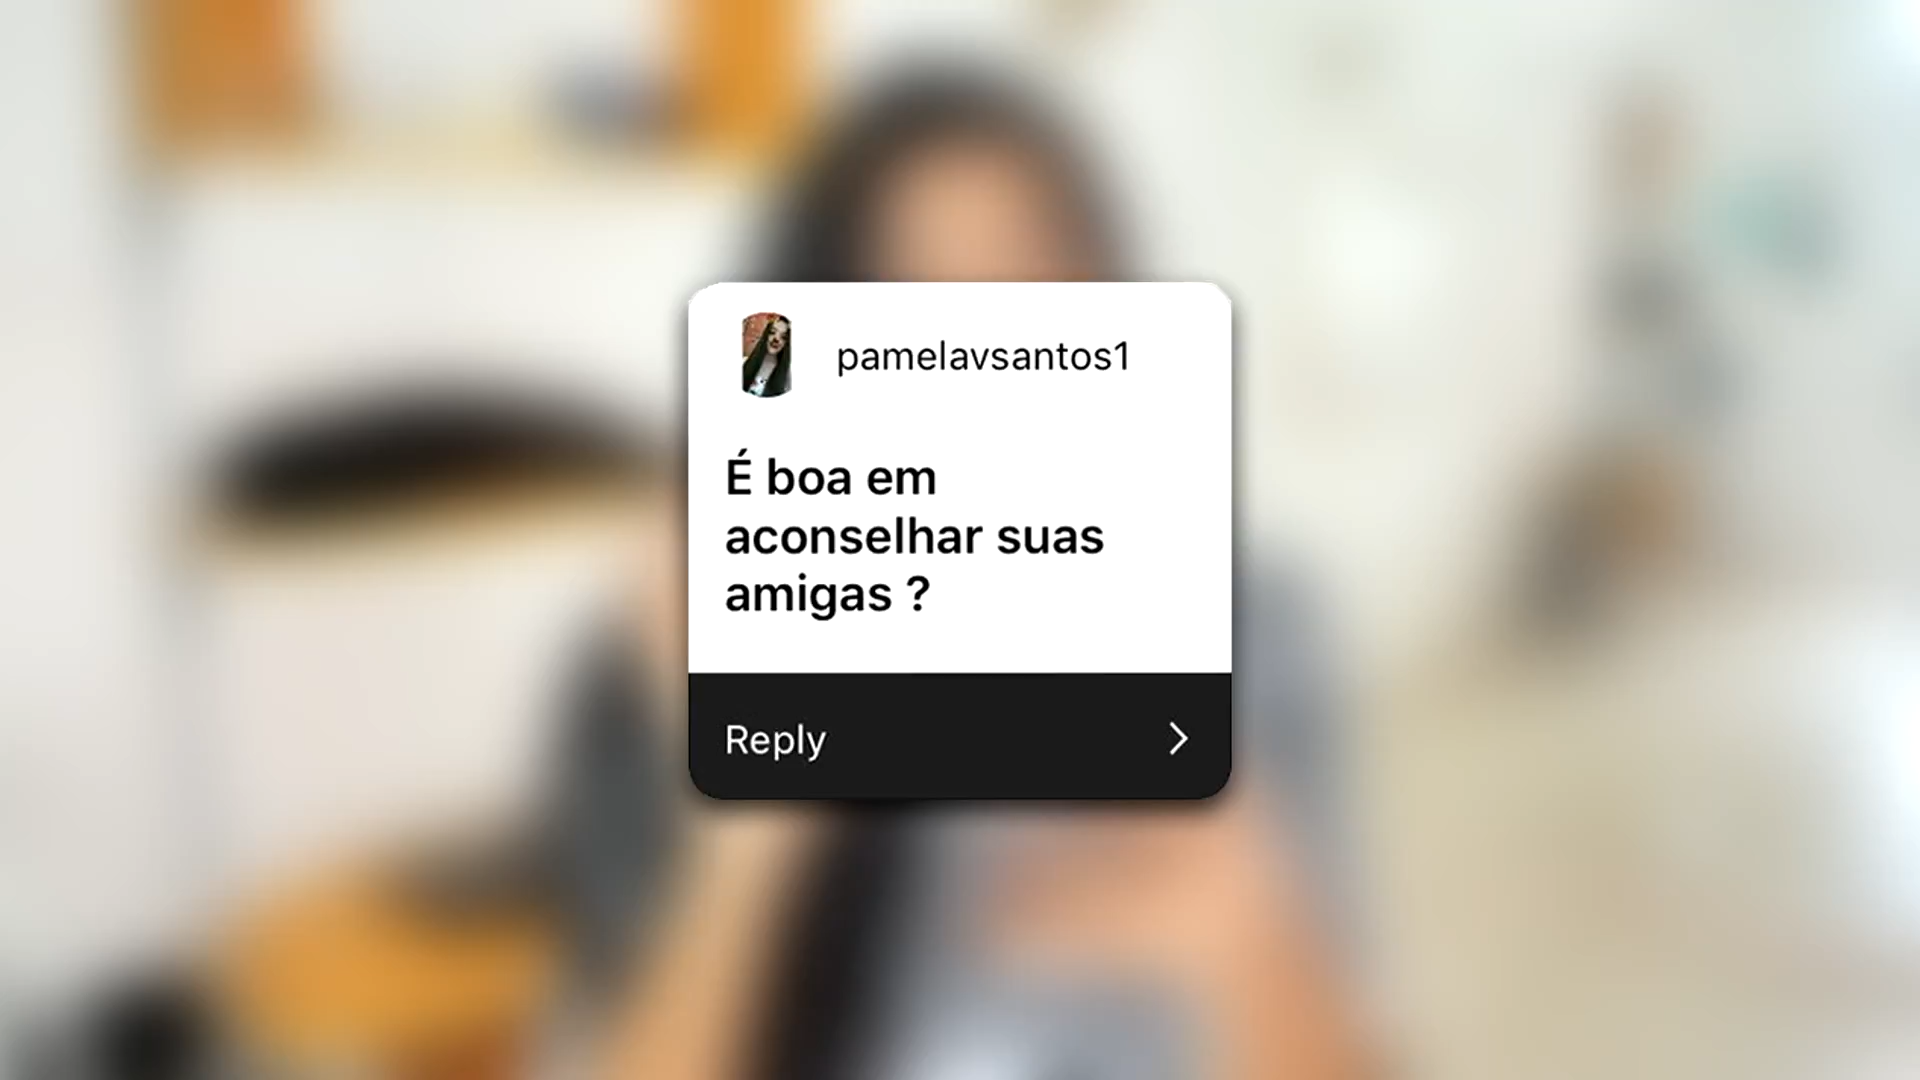 pamelavsantos1
É boa em
aconselhar suas
amigas ?
Reply